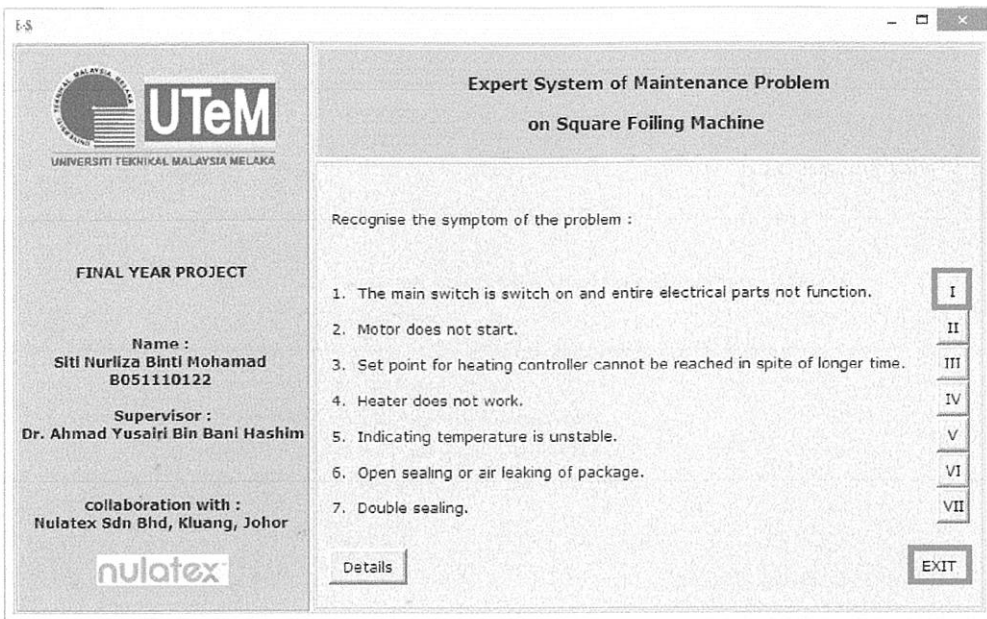 E-S
UNIVERSITI TEKNIKAL MALAYSIA MELAKA
UTeM
UNIVERSITI TEKNIKAL MALAYSIA MELAKA
FINAL YEAR PROJECT
Name :
Siti Nurliza Binti Mohamad
B051110122
Supervisor :
Dr. Ahmad Yusairi Bin Bani Hashim
collaboration with :
Nulatex Sdn Bhd, Kluang, Johor
nulatex
Expert System of Maintenance Problem
on Square Foiling Machine
Recognise the symptom of the problem :
1. The main switch is switch on and entire electrical parts not function. I
2. Motor does not start. II
3. Set point for heating controller cannot be reached in spite of longer time. III
4. Heater does not work. IV
5. Indicating temperature is unstable. V
6. Open sealing or air leaking of package. VI
7. Double sealing. VII
Details EXIT